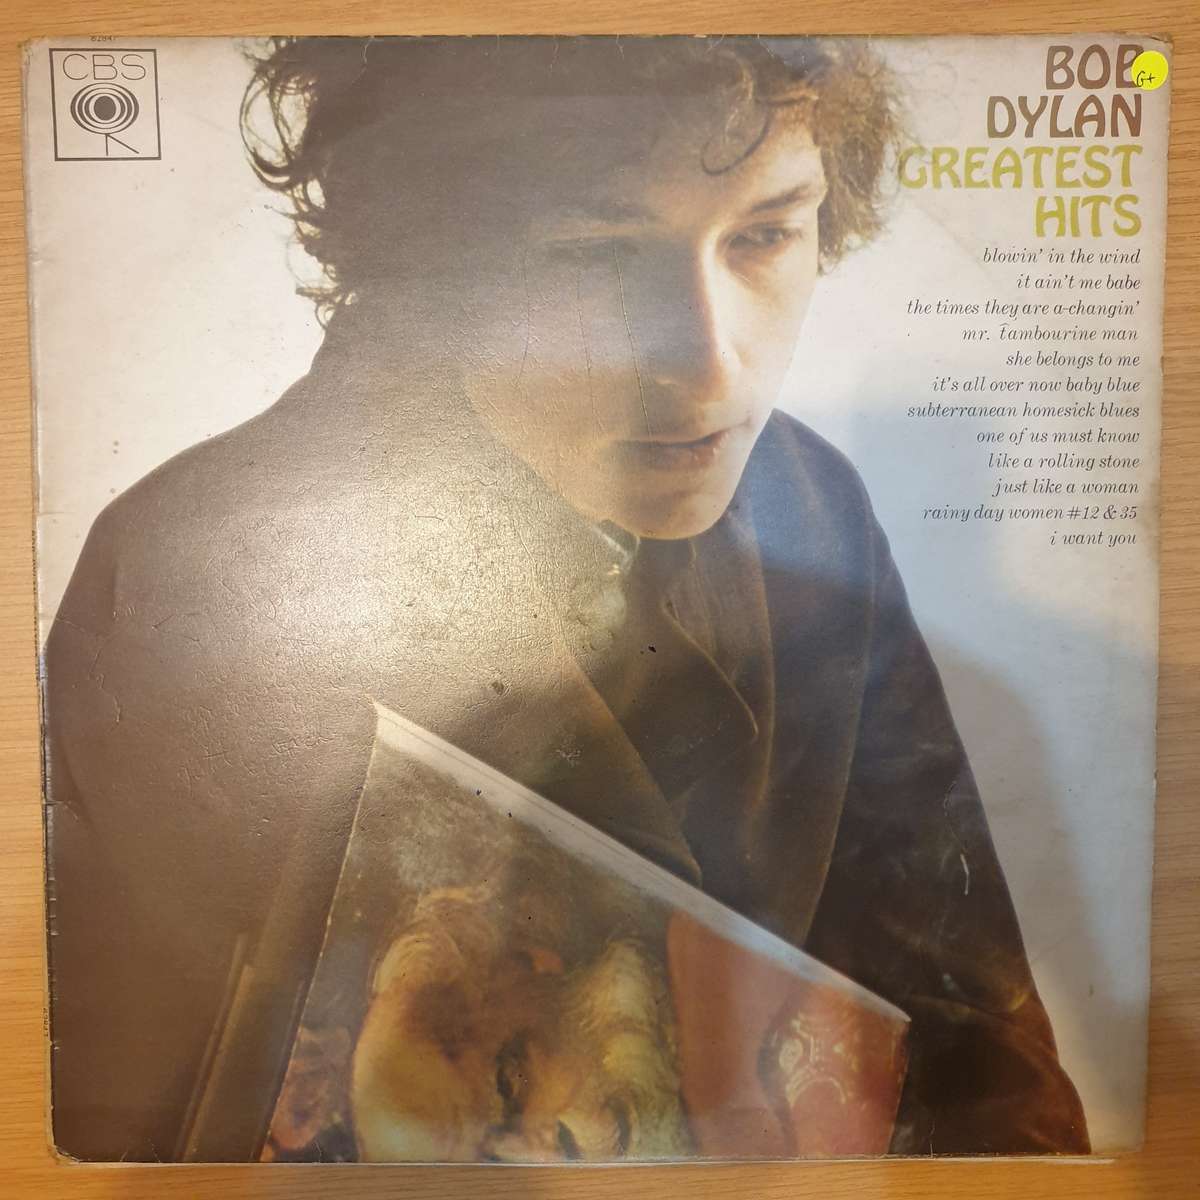 62847
CBS
BOB
G+
DYLAN
GREATEST
HITS
blowin' in the wind
it ain't me babe
the times they are a-changin'
mr. tambourine man
she belongs to me
it's all over now baby blue
subterranean homesick blues
one of us must know
like a rolling stone
just like a woman
rainy day women #12 & 35
i want you